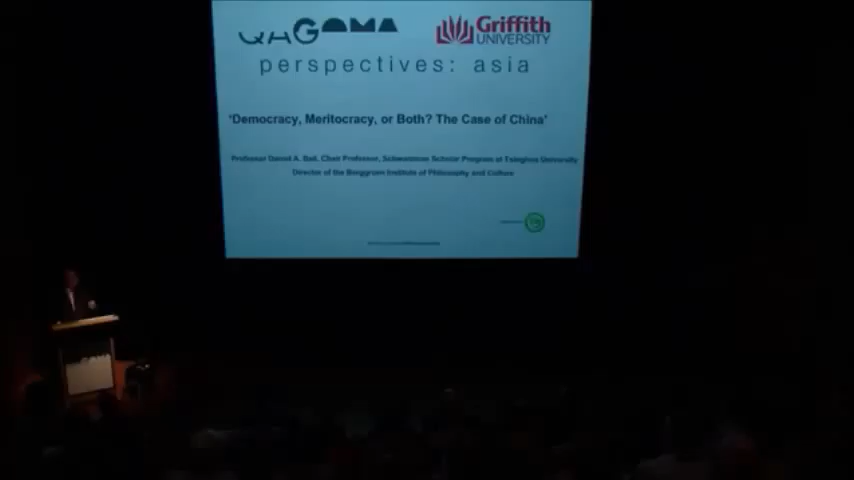 QAGOMA Griffith
UNIVERSITY
perspectives: asia
'Democracy, Meritocracy, or Both? The Case of China'
Professor Daniel A. Bell, Chair Professor, Schwarzman Scholar Program at Tsinghua University
Director of the Berggruen Institute of Philosophy and Culture